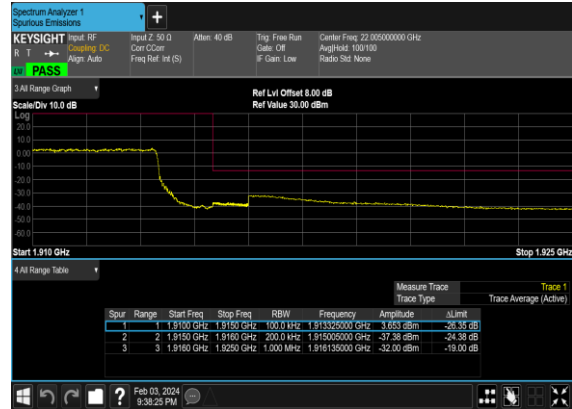 Spectrum Analyzer 1
Spurious Emissions
KEYSIGHT Input: RF Input Z: 50 Ω Atten: 40 dB Trig: Free Run Center Freq: 22.005000000 GHz
R T Coupling: DC Corr CCorr Gate: Off Avg|Hold: 100/100
Align: Auto Freq Ref: Int (S) IF Gain: Low Radio Std: None
PASS
3.All Range Graph
Ref Lvl Offset 8.00 dB
Scale/Div 10.0 dB Ref Value 30.00 dBm
Log
20.0
10.0
0.00
-10.0
-20.0
-30.0
-40.0
-50.0
-60.0
Start 1.910 GHz Stop 1.925 GHz
4.All Range Table
Measure Trace Trace 1
Trace Type Trace Average (Active)
Spur Range Start Freq Stop Freq RBW Frequency Amplitude ΔLimit
1 1 1.9100 GHz 1.9150 GHz 100.0 kHz 1.913325000 GHz 3.653 dBm -26.35 dB
2 2 1.9150 GHz 1.9160 GHz 200.0 kHz 1.915005000 GHz -37.38 dBm -24.38 dB
3 3 1.9160 GHz 1.9250 GHz 1.000 MHz 1.916135000 GHz -32.00 dBm -19.00 dB
? Feb 03, 2024
9:38:25 PM